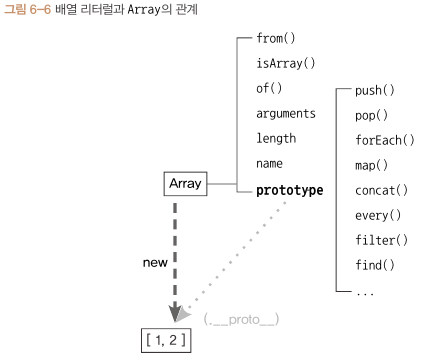 그림 6-6 배열 리터럴과 Array의 관계
Array
from()
isArray()
of()
arguments
length
name
prototype
push()
pop()
forEach()
map()
concat()
every()
filter()
find()
...
new
(.__proto__)
[ 1, 2 ]